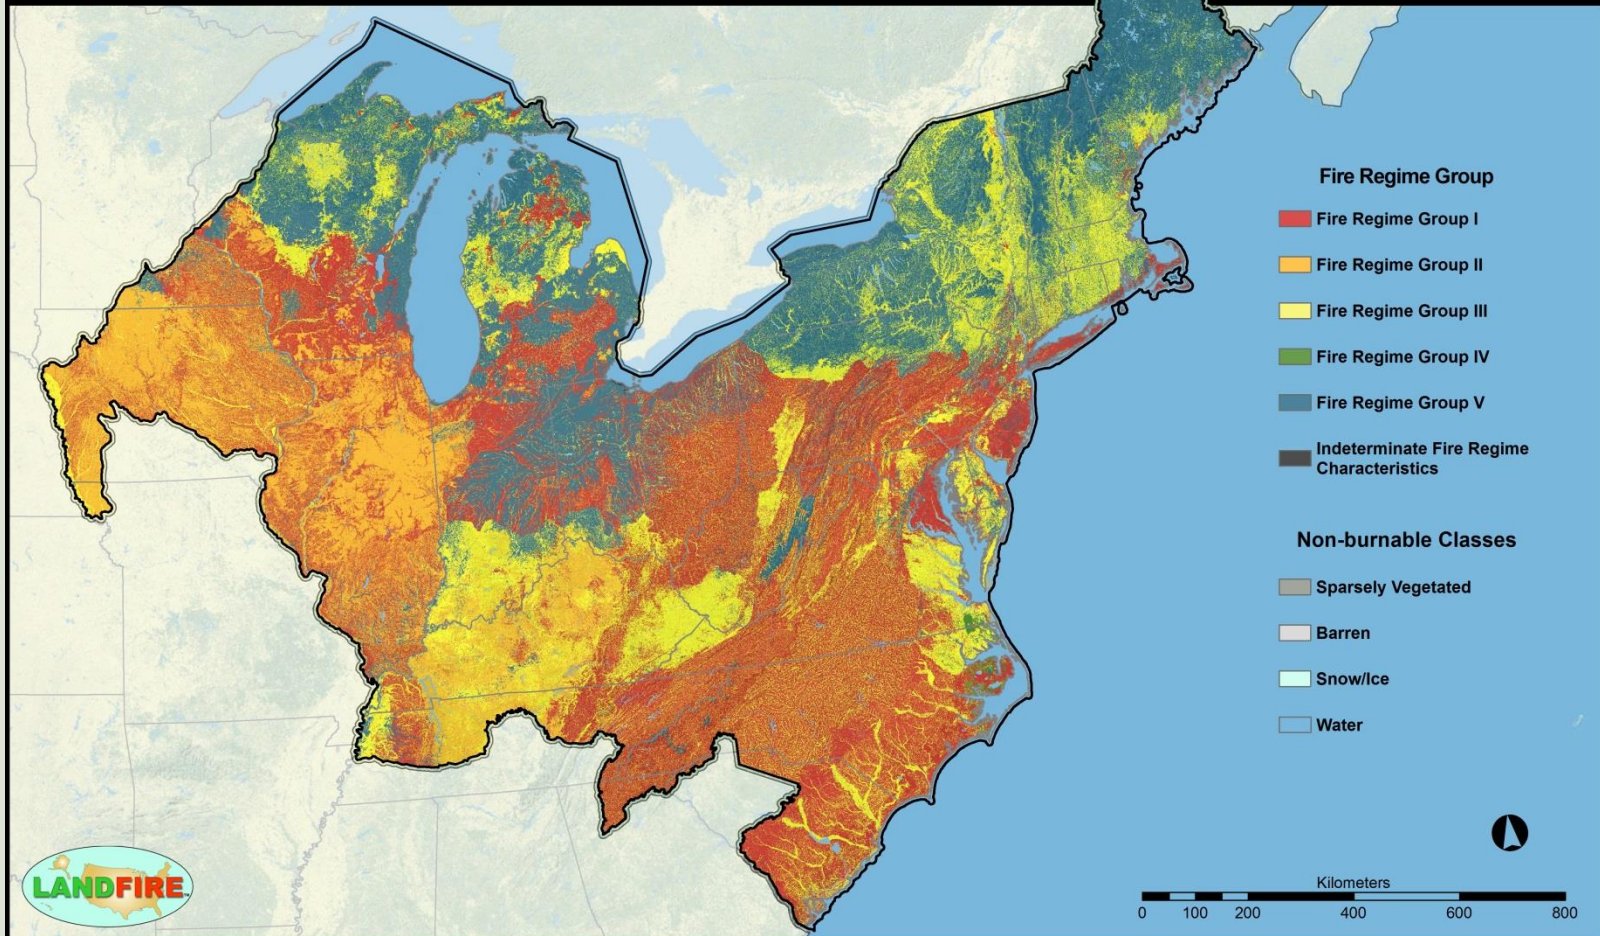 Fire Regime Group
Fire Regime Group I
Fire Regime Group II
Fire Regime Group III
Fire Regime Group IV
Fire Regime Group V
Indeterminate Fire Regime
Characteristics
Non-burnable Classes
Sparsely Vegetated
Barren
Snow/Ice
Water
LANDFIRE
Kilometers
0 100 200 400 600 800